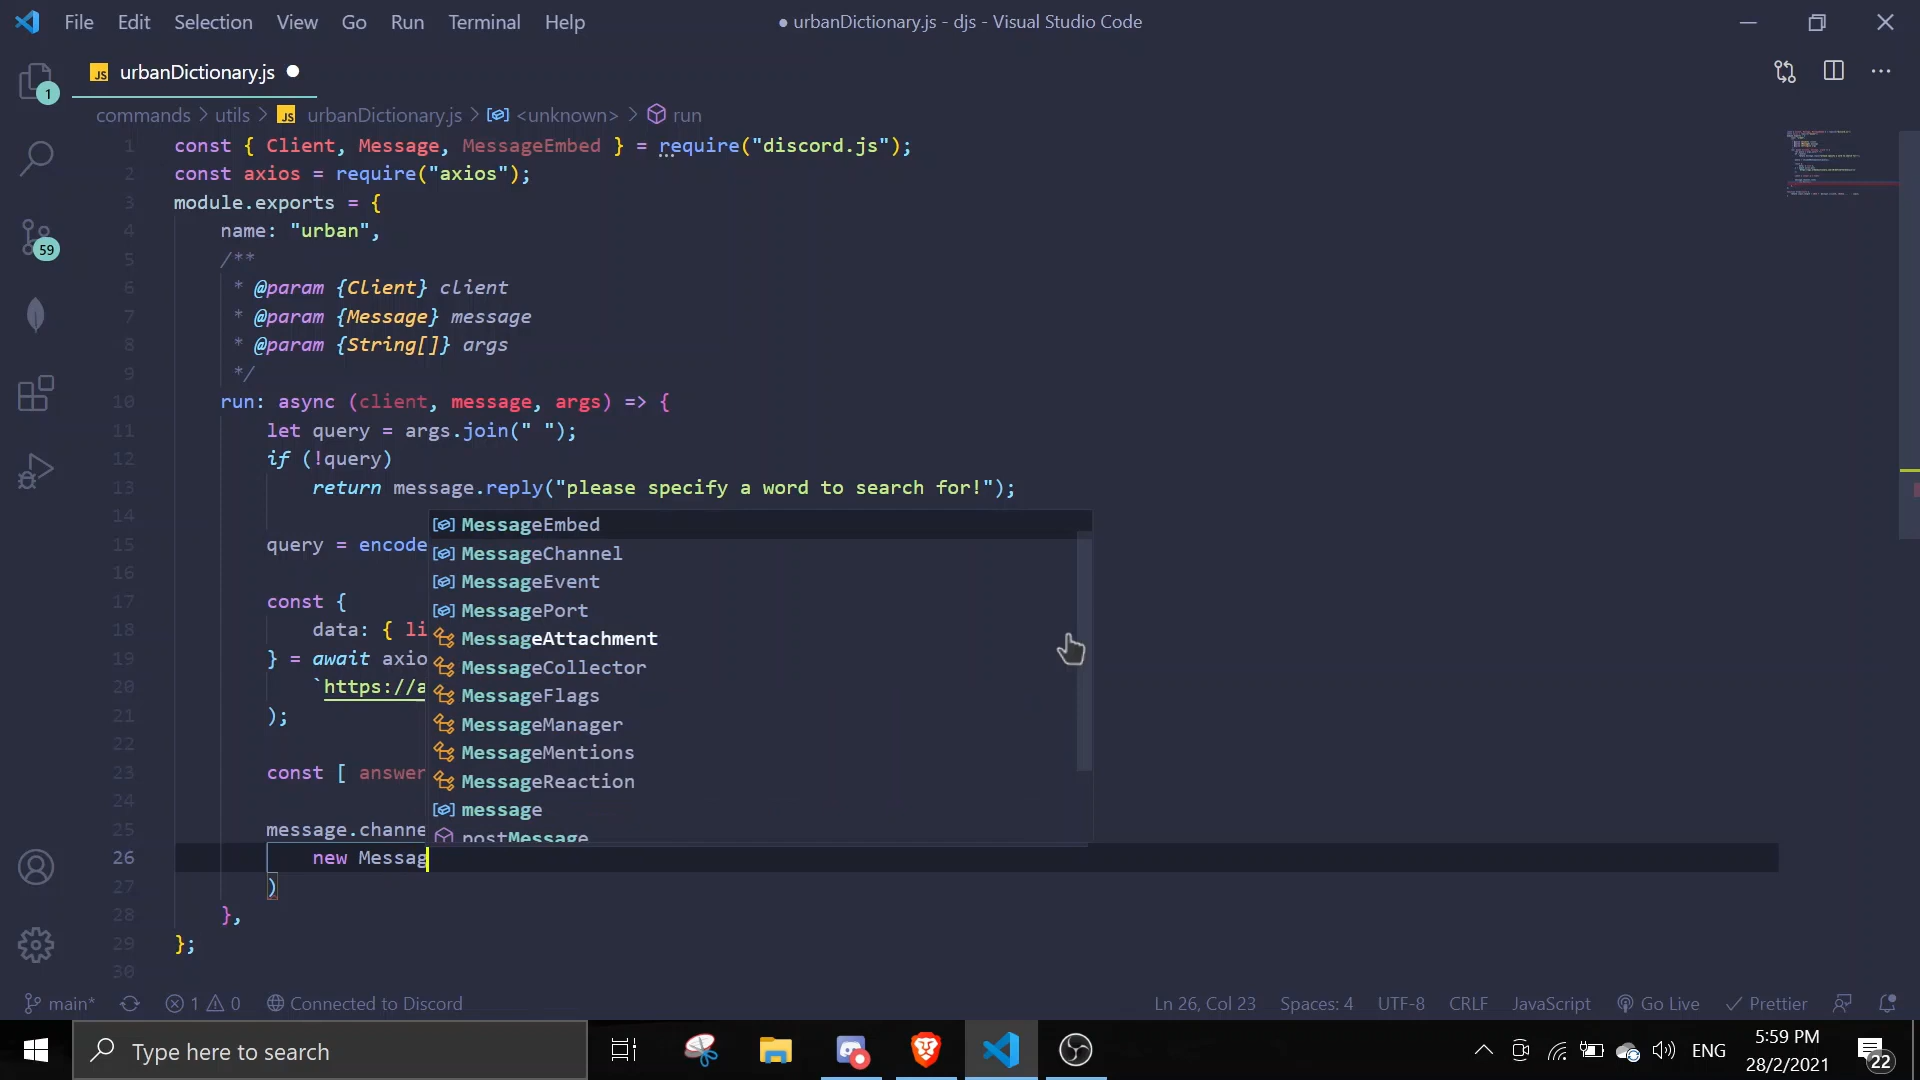 File Edit Selection View Go Run Terminal Help
● urbanDictionary.js - djs - Visual Studio Code
JS urbanDictionary.js ●
commands > utils > JS urbanDictionary.js > <unknown> > run
1 const { Client, Message, MessageEmbed } = require("discord.js");
2 const axios = require("axios");
3 module.exports = {
4 name: "urban",
5 /**
6 * @param {Client} client
7 * @param {Message} message
8 * @param {String[]} args
9 */
10 run: async (client, message, args) => {
11 let query = args.join(" ");
12 if (!query)
13 return message.reply("please specify a word to search for!");
14
15 query = encode
16
17 const {
18 data: { li
19 } = await axio
20 `https://a
21 );
22
23 const [ answer
24
25 message.channe
26 new Messag
27 )
28 },
29 };
30
MessageEmbed
MessageChannel
MessageEvent
MessagePort
MessageAttachment
MessageCollector
MessageFlags
MessageManager
MessageMentions
MessageReaction
message
postMessage
1
59
main* 1 0 Connected to Discord
Ln 26, Col 23 Spaces: 4 UTF-8 CRLF JavaScript Go Live Prettier
Type here to search
ENG
5:59 PM
28/2/2021
22